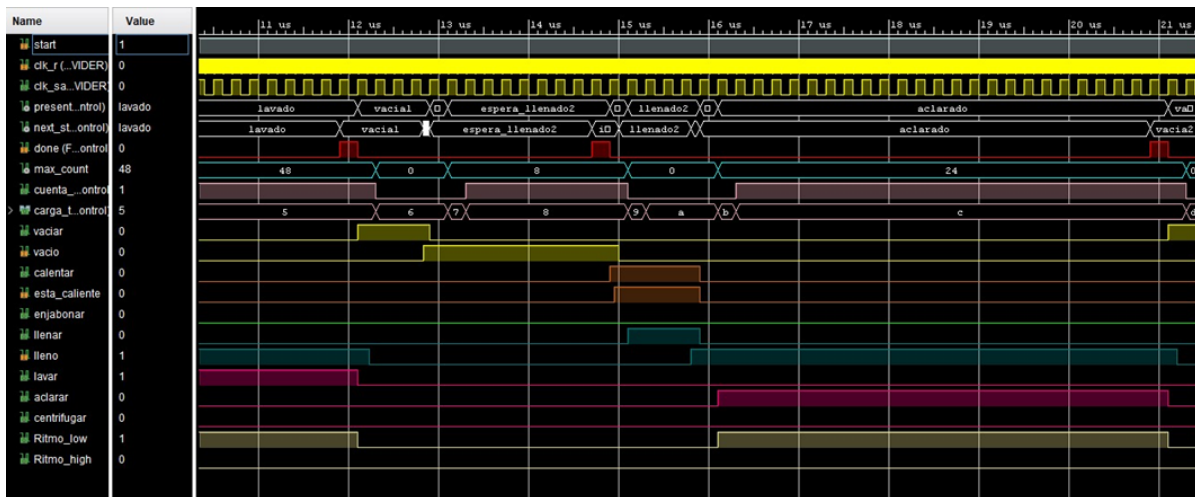 Name Value 11 us 12 us 13 us 14 us 15 us 16 us 17 us 18 us 19 us 20 us 21 us
start 1
clk_r (...VIDER) 0
clk_sa...VIDER) 0
present...ntrol) lavado lavado vacial espera_llenado2 llenado2 aclarado
next_st...ontrol) lavado lavado vacial espera_llenado2 llenado2 aclarado vacia2
done (F...ontrol 0
max_count 48 48 0 8 0 24
cuenta_...ontrol 1
carga_t...ontrol) 5 5 6 7 8 9 a b c
vaciar 0
vacio 0
calentar 0
esta_caliente 0
enjabonar 0
llenar 0
lleno 1
lavar 1
aclarar 0
centrifugar 0
Ritmo_low 1
Ritmo_high 0